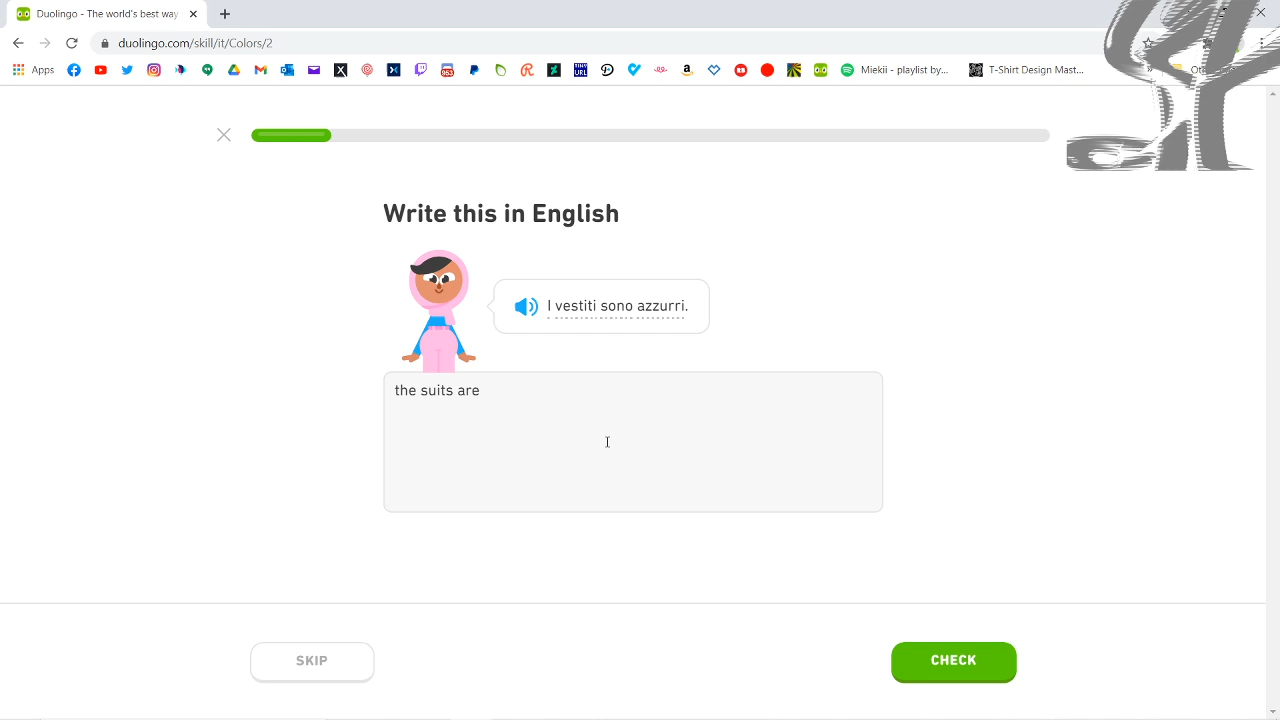 Duolingo - The world's best way
duolingo.com/skill/it/Colors/2
Apps
Miekii - playlist by...
T-Shirt Design Mast...
Write this in English
I vestiti sono azzurri.
the suits are
SKIP
CHECK